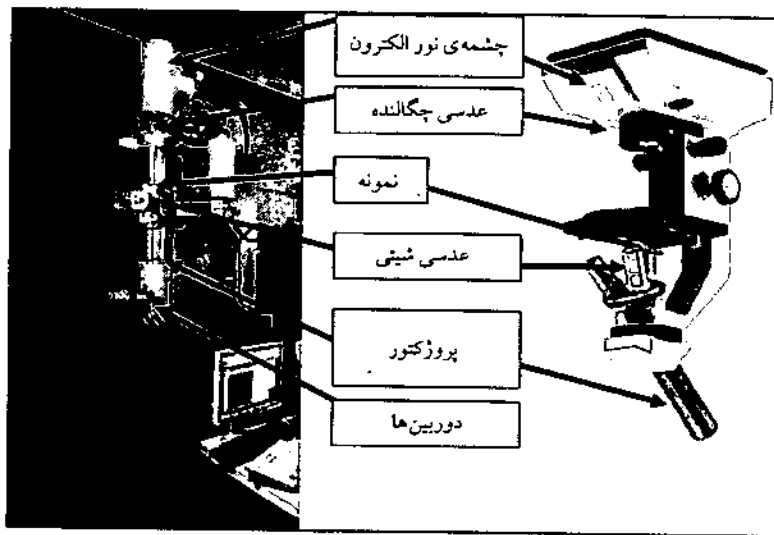 چشمه‌ی نور الکترون
عدسی چگالنده
نمونه
عدسی شیئی
پروژکتور
دوربین‌ها